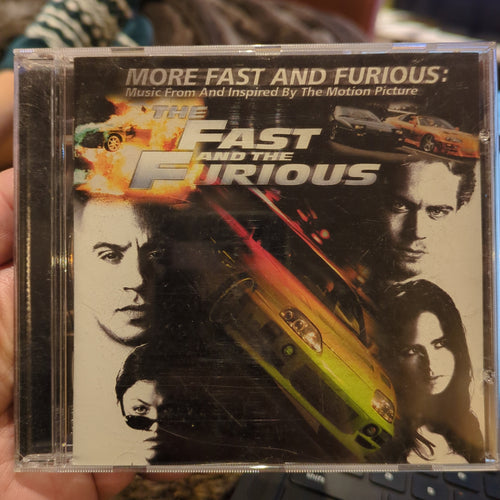 MORE FAST AND FURIOUS:
Music From And Inspired By The Motion Picture
THE
FAST
AND THE
FURIOUS